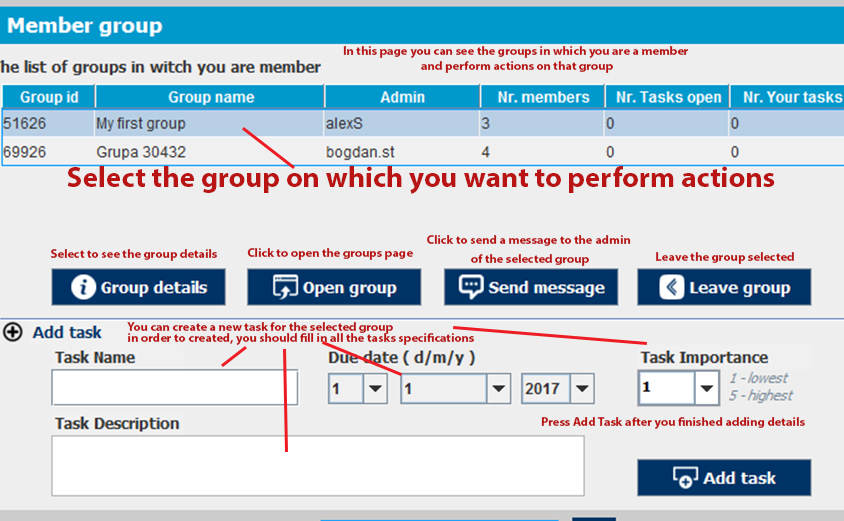 Member group
In this page you can see the groups in which you are a member
and perform actions on that group
he list of groups in witch you are member
Group id Group name Admin Nr. members Nr. Tasks open Nr. Your tasks
51626 My first group alexS 3 0 0
69926 Grupa 30432 bogdan.st 4 0 0
Select the group on which you want to perform actions
Select to see the group details
Click to open the groups page
Click to send a message to the admin
of the selected group
Leave the group selected
Group details Open group Send message Leave group
Add task
You can create a new task for the selected group
in order to created, you should fill in all the tasks specifications
Task Name Due date ( d/m/y ) Task Importance
1 1 2017 1
1 - lowest
5 - highest
Task Description
Press Add Task after you finished adding details
Add task